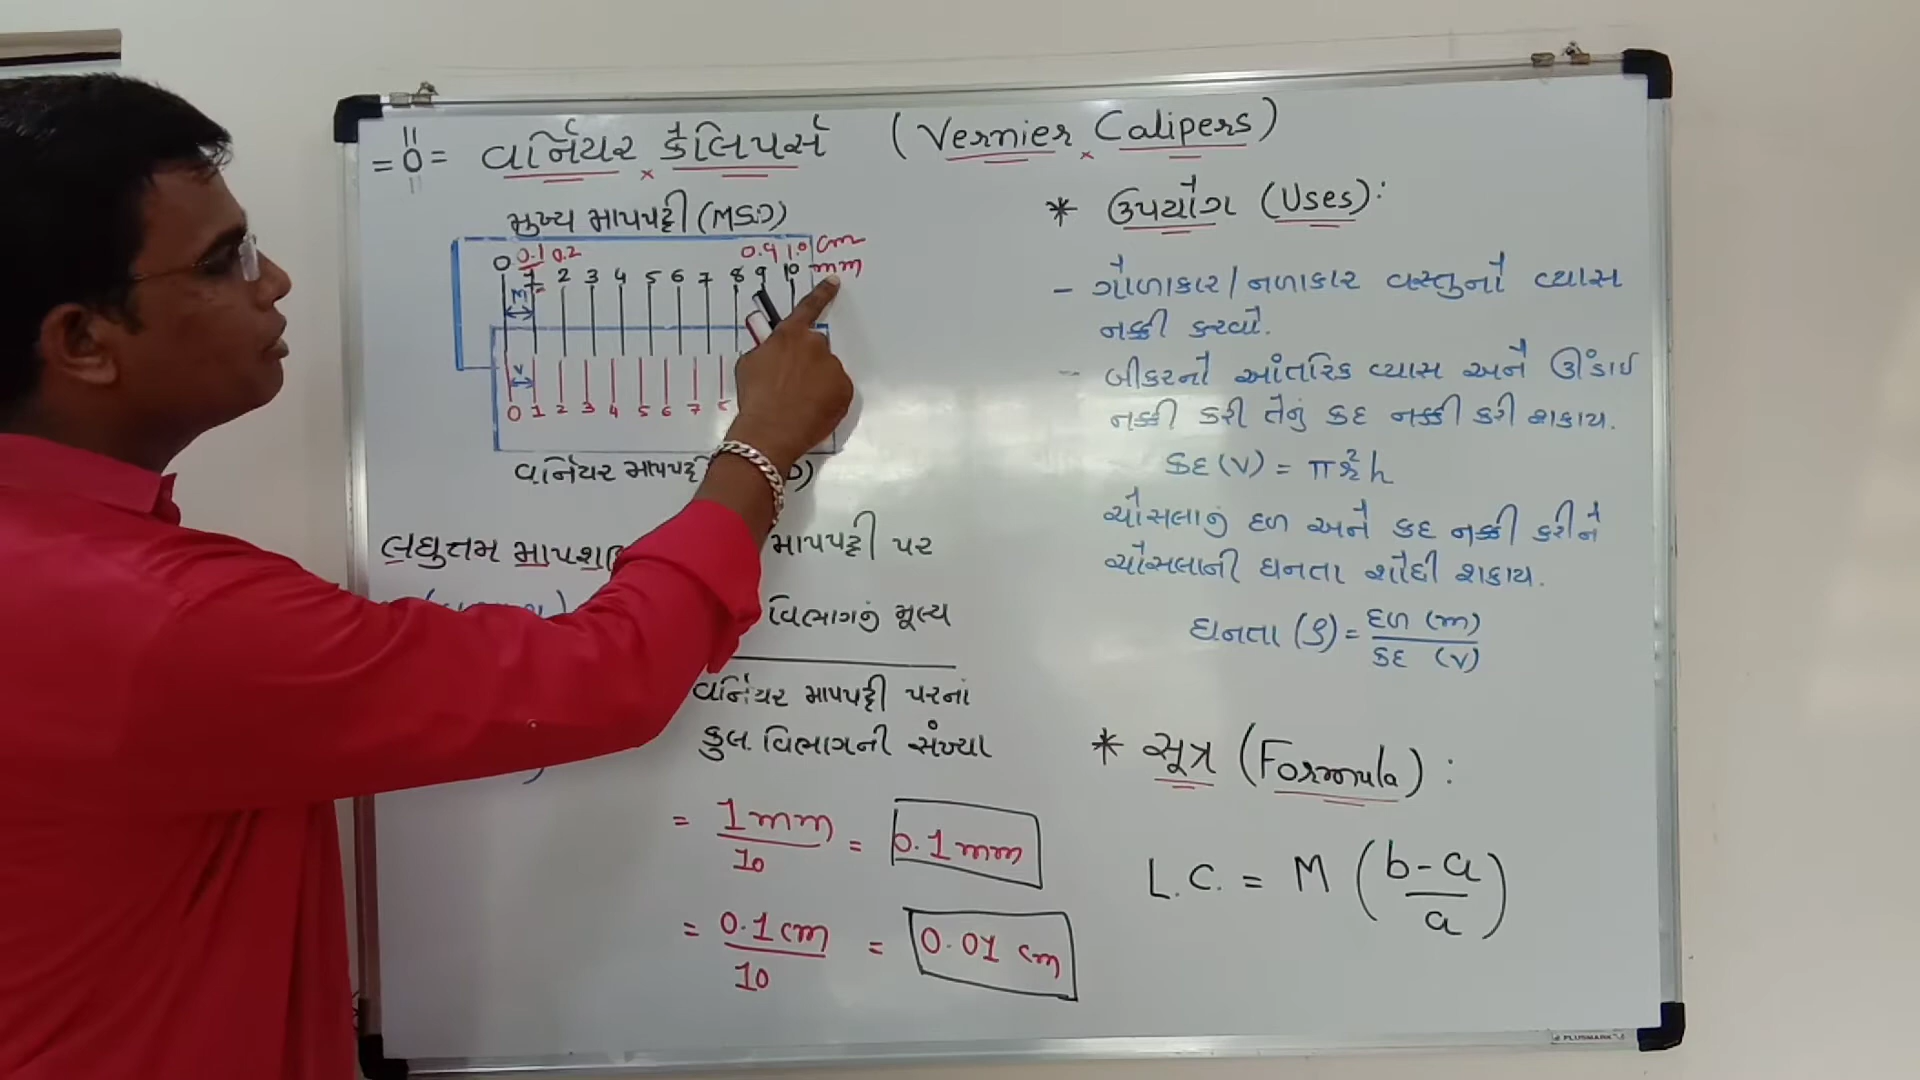 = 0 = વર્નિયર કૅલિપર્સ (Vernier Calipers)
મુખ્ય માપપટ્ટી (MSD)
0.1 0.2 0.9 1.0 cm
0 1 2 3 4 5 6 7 8 9 10 mm
M
V
0 1 2 3 4 5 6 7
વર્નિયર માપપટ્ટી
લઘુત્તમ માપપટ્ટી પર
વિભાગનું મૂલ્ય
વર્નિયર માપપટ્ટી પરનાં
કુલ વિભાગની સંખ્યા
= 1mm/10 = 0.1 mm
= 0.1 cm/10 = 0.01 cm
* ઉપયોગ (Uses):
- ગોળાકાર/નળાકાર વસ્તુનો વ્યાસ
નક્કી કરવો.
- બીકરનો આંતરિક વ્યાસ અને ઊંડાઈ
નક્કી કરી તેનું કદ નક્કી કરી શકાય.
કદ (V) = πr²h
ચોસલાનું દળ અને કદ નક્કી કરીને
ચોસલાની ઘનતા શોધી શકાય.
ઘનતા (ρ) = દળ (m)/કદ (V)
* સૂત્ર (Formula):
L.C. = M (b-a/a)
PLUSMARK